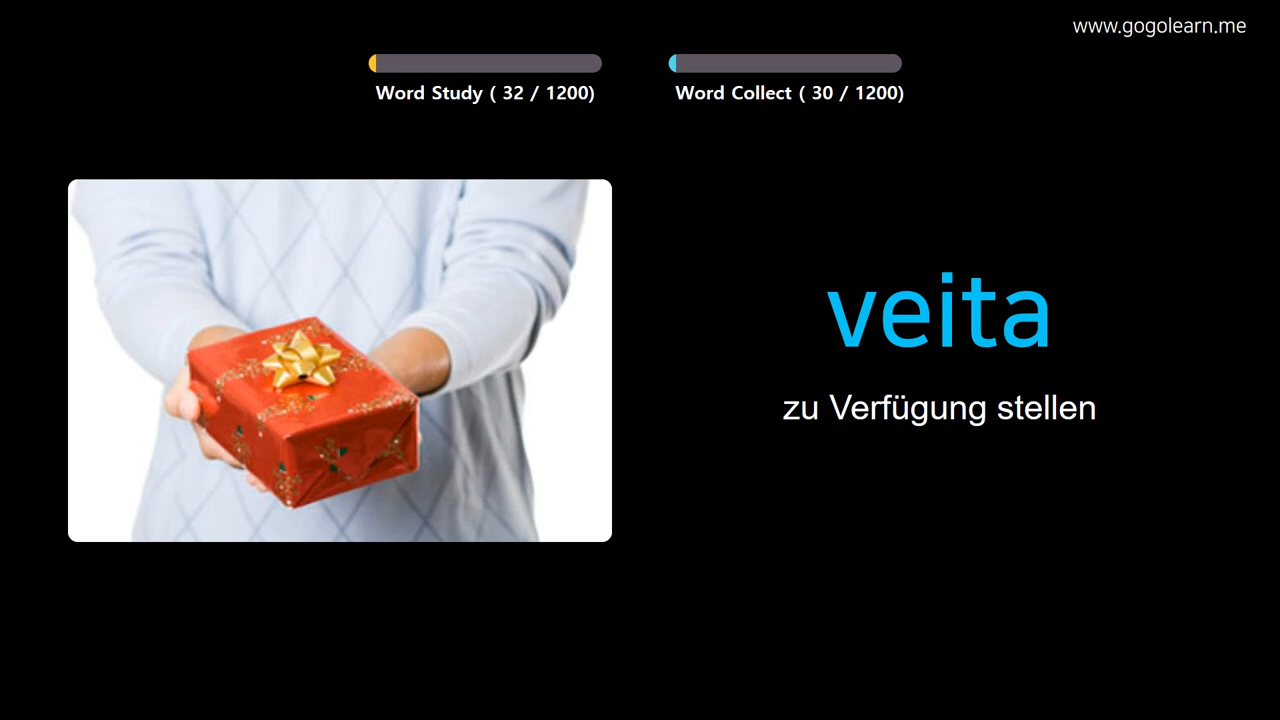 www.gogolearn.me
Word Study ( 32 / 1200)
Word Collect ( 30 / 1200)
veita
zu Verfügung stellen